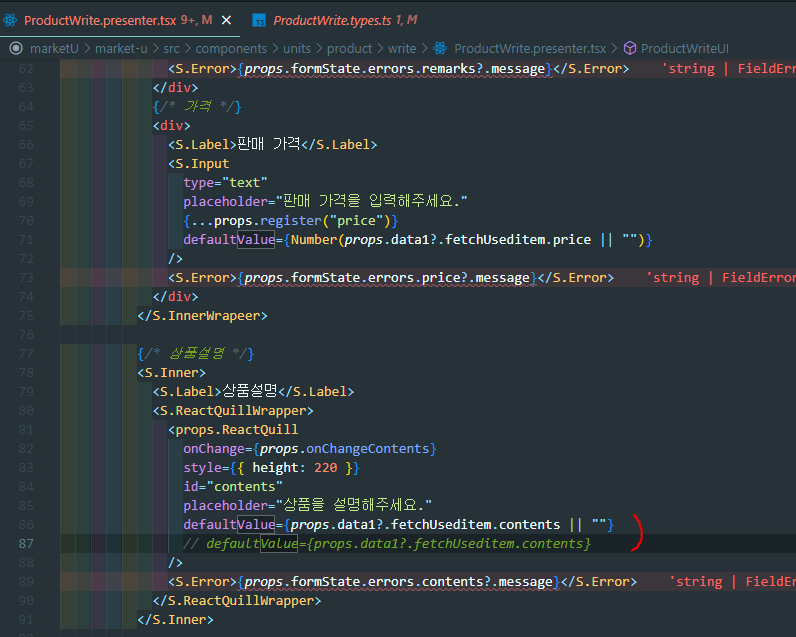 ProductWrite.presenter.tsx 9+, M
TS ProductWrite.types.ts 1, M
marketU > market-u > src > components > units > product > write > ProductWrite.presenter.tsx > ProductWriteUI
62 <S.Error>{props.formState.errors.remarks?.message}</S.Error> 'string | FieldErr
63 </div>
64 {/* 가격 */}
65 <div>
66 <S.Label>판매 가격</S.Label>
67 <S.Input
68 type="text"
69 placeholder="판매 가격을 입력해주세요."
70 {...props.register("price")}
71 defaultValue={Number(props.data1?.fetchUseditem.price || "")}
72 />
73 <S.Error>{props.formState.errors.price?.message}</S.Error> 'string | FieldError
74 </div>
75 </S.InnerWrapeer>
76
77 {/* 상품설명 */}
78 <S.Inner>
79 <S.Label>상품설명</S.Label>
80 <S.ReactQuillWrapper>
81 <props.ReactQuill
82 onChange={props.onChangeContents}
83 style={{ height: 220 }}
84 id="contents"
85 placeholder="상품을 설명해주세요."
86 defaultValue={props.data1?.fetchUseditem.contents || ""}
87 // defaultValue={props.data1?.fetchUseditem.contents}
88 />
89 <S.Error>{props.formState.errors.contents?.message}</S.Error> 'string | FieldEr
90 </S.ReactQuillWrapper>
91 </S.Inner>